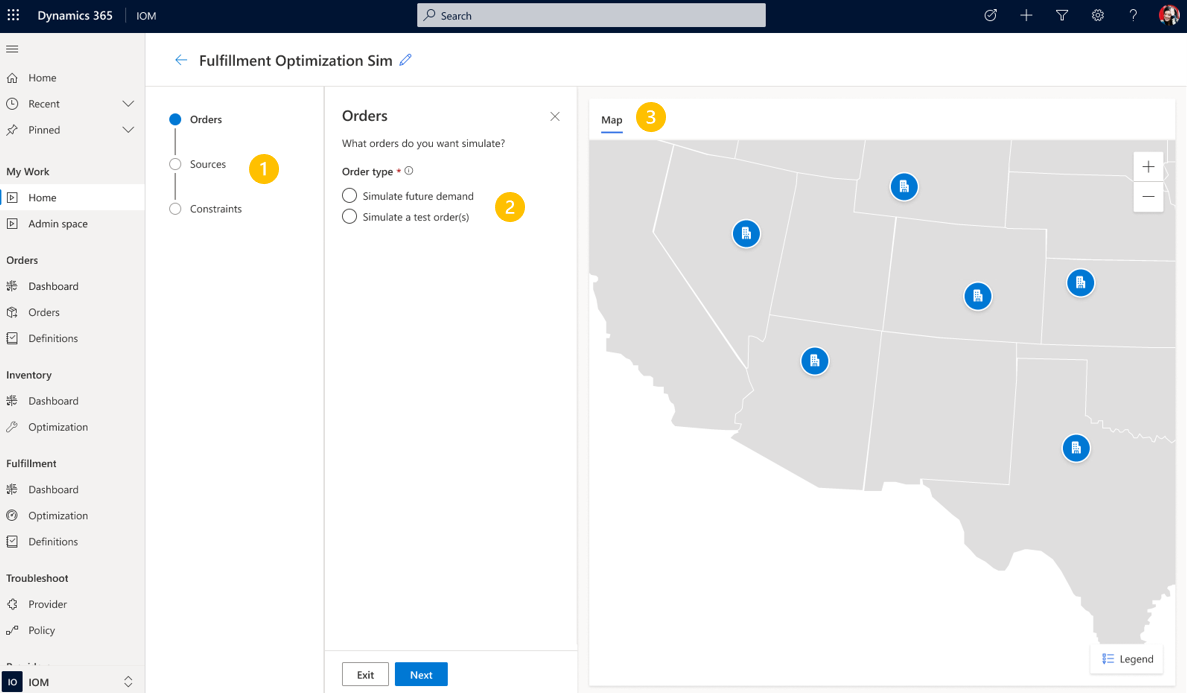 Dynamics 365
IOM
Search
?
Home
Recent
Pinned
My Work
Home
Admin space
Orders
Dashboard
Orders
Definitions
Inventory
Dashboard
Optimization
Fulfillment
Dashboard
Optimization
Definitions
Troubleshoot
Provider
Policy
IO
IOM
Fulfillment Optimization Sim
Orders
Sources
Constraints
1
Orders
What orders do you want simulate?
Order type *
Simulate future demand
Simulate a test order(s)
2
Exit
Next
Map
3
Legend